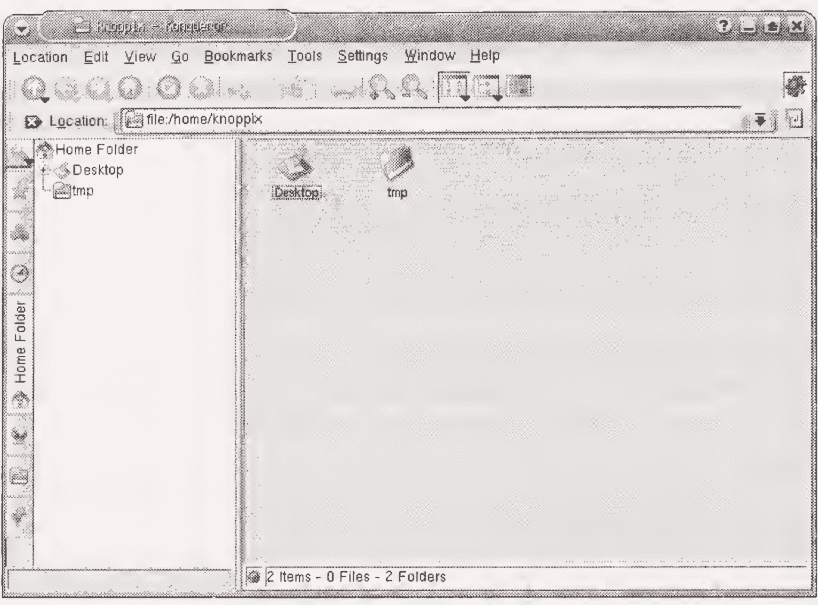 knoppix - Konqueror
Location Edit View Go Bookmarks Tools Settings Window Help
Location: file:/home/knoppix
Home Folder
Desktop
tmp
Desktop
tmp
Home Folder
2 Items - 0 Files - 2 Folders